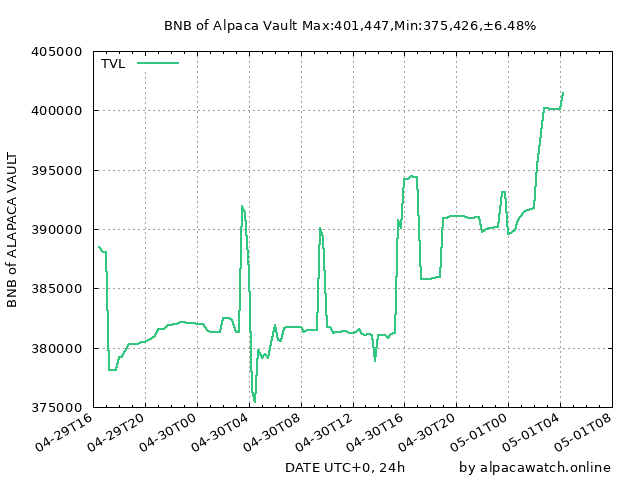 BNB of Alpaca Vault Max:401,447,Min:375,426,±6.48%
405000
TVL
400000
395000
390000
385000
380000
375000
BNB of ALAPACA VAULT
04-29T16
04-29T20
04-30T00
04-30T04
04-30T08
04-30T12
04-30T16
04-30T20
05-01T00
05-01T04
05-01T08
DATE UTC+0, 24h
by alpacawatch.online